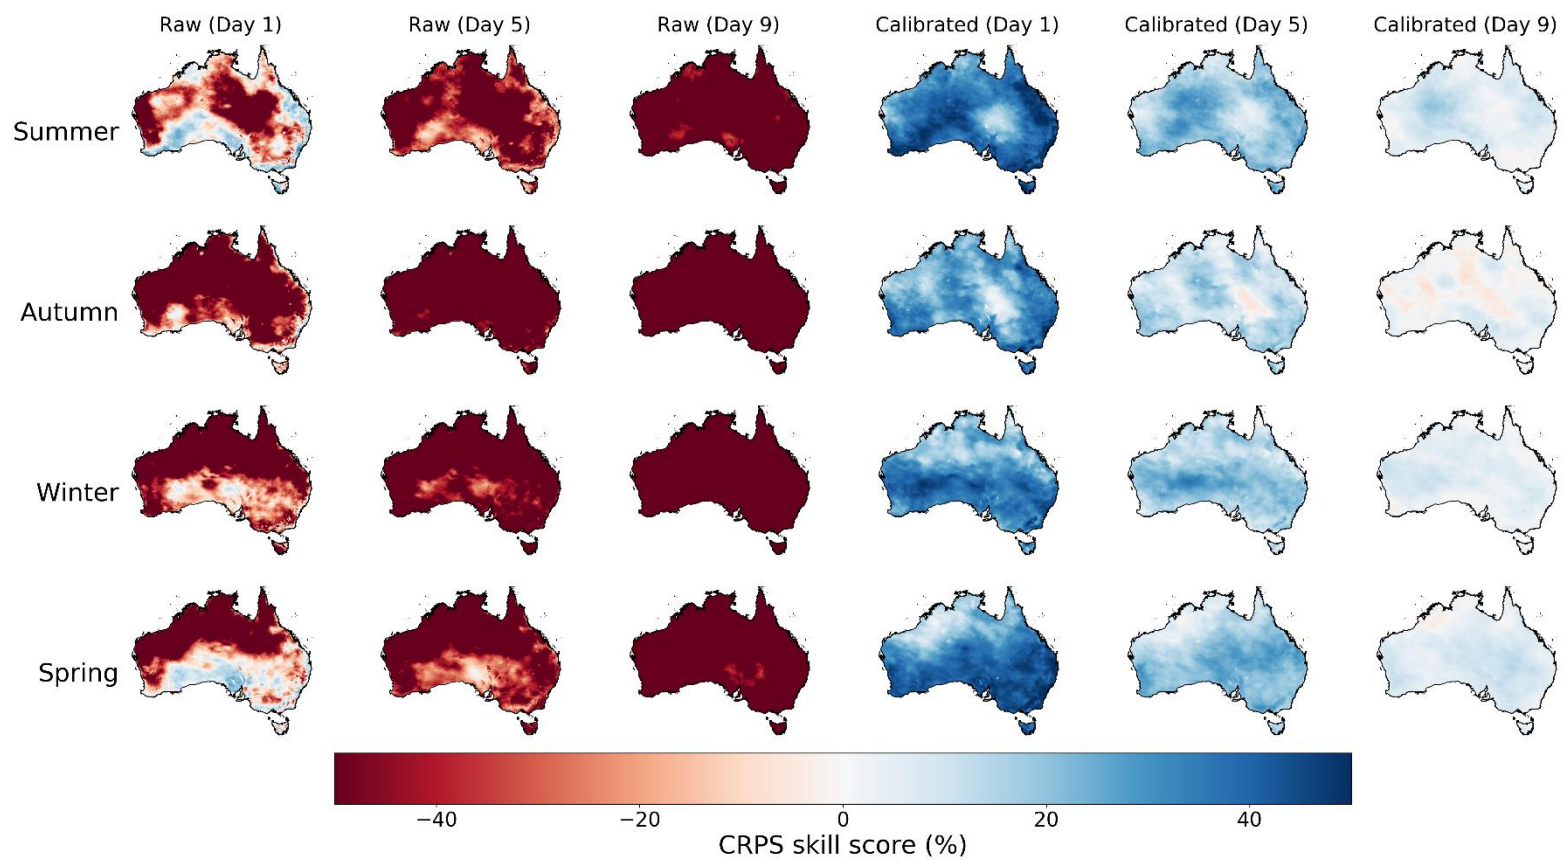 Raw (Day 1) Raw (Day 5) Raw (Day 9) Calibrated (Day 1) Calibrated (Day 5) Calibrated (Day 9)
Summer
Autumn
Winter
Spring
−40 −20 0 20 40
CRPS skill score (%)